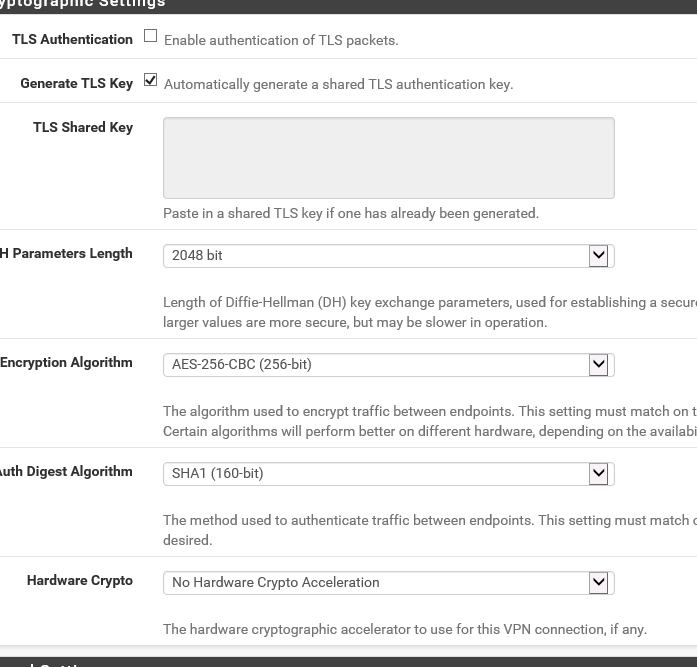 yptographic Settings
TLS Authentication Enable authentication of TLS packets.
Generate TLS Key Automatically generate a shared TLS authentication key.
TLS Shared Key
Paste in a shared TLS key if one has already been generated.
H Parameters Length 2048 bit
Length of Diffie-Hellman (DH) key exchange parameters, used for establishing a secure
larger values are more secure, but may be slower in operation.
Encryption Algorithm AES-256-CBC (256-bit)
The algorithm used to encrypt traffic between endpoints. This setting must match on t
Certain algorithms will perform better on different hardware, depending on the availabi
Auth Digest Algorithm SHA1 (160-bit)
The method used to authenticate traffic between endpoints. This setting must match o
desired.
Hardware Crypto No Hardware Crypto Acceleration
The hardware cryptographic accelerator to use for this VPN connection, if any.